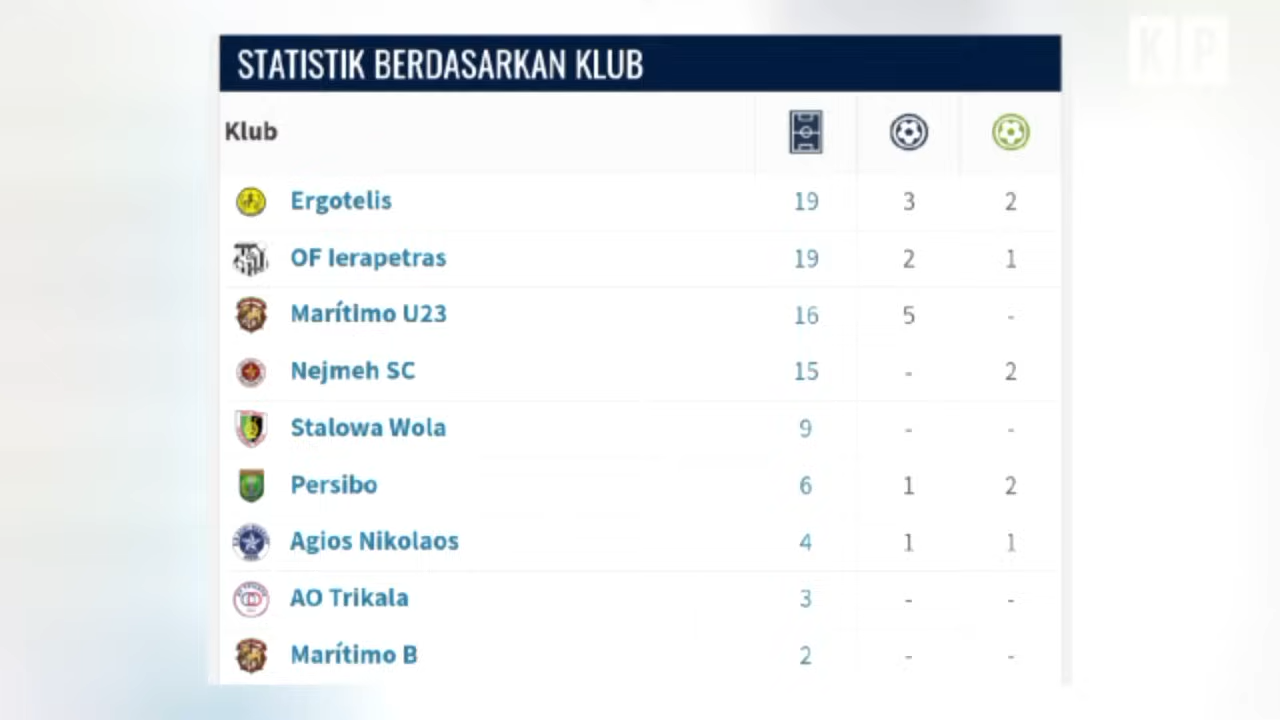 KP
STATISTIK BERDASARKAN KLUB
Klub
Ergotelis 19 3 2
OF Ierapetras 19 2 1
Marítimo U23 16 5 -
Nejmeh SC 15 - 2
Stalowa Wola 9 - -
Persibo 6 1 2
Agios Nikolaos 4 1 1
AO Trikala 3 - -
Marítimo B 2 - -